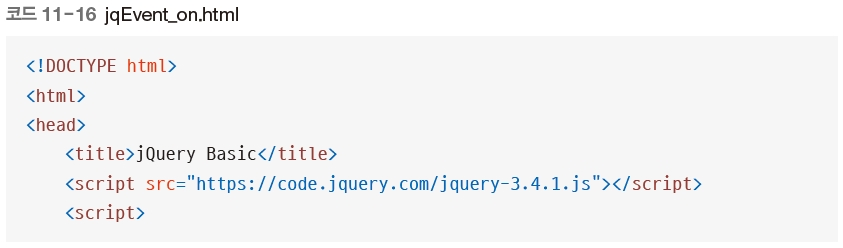 코드 11-16 jqEvent_on.html
<!DOCTYPE html>
<html>
<head>
<title>jQuery Basic</title>
<script src="https://code.jquery.com/jquery-3.4.1.js"></script>
<script>